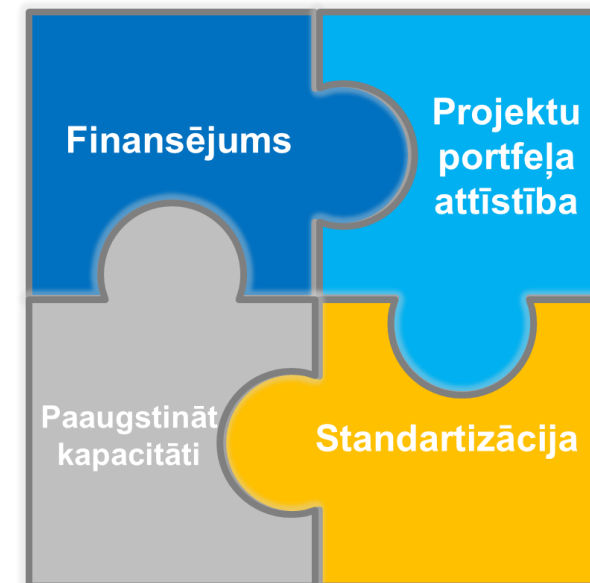 Finansējums
Projektu
portfeļa
attīstība
Paaugstināt
kapacitāti
Standartizācija